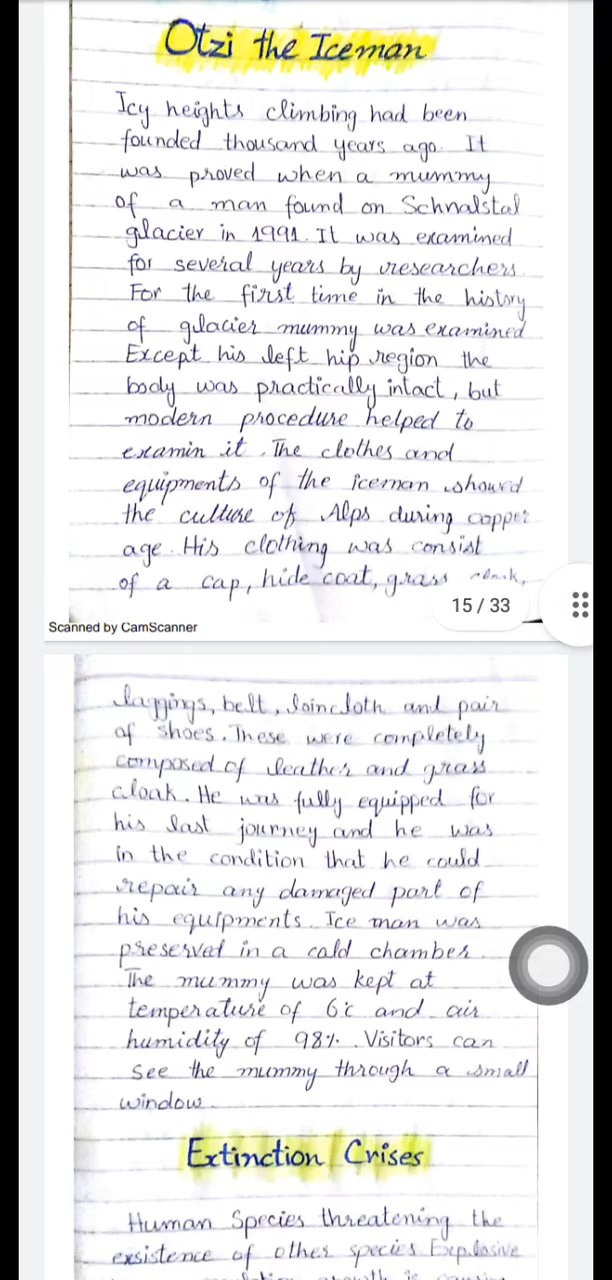 Otzi the Iceman
Icy heights climbing had been
founded thousand years ago. It
was proved when a mummy
of a man found on Schnalstal
glacier in 1991. It was examined
for several years by researchers.
For the first time in the history
of glacier mummy was examined
Except his left hip region the
body was practically intact, but
modern procedure helped to
examin it. The clothes and
equipments of the iceman showed
the culture of Alps during copper
age. His clothing was consist
of a cap, hide coat, grass
15 / 33
Scanned by CamScanner
laggings, belt, loincloth and pair
of shoes. These were completely
composed of leather and grass
cloak. He was fully equipped for
his last journey and he was
in the condition that he could
repair any damaged part of
his equipments. Ice man was
preserved in a cold chamber.
The mummy was kept at
temperature of 6°c and air
humidity of 98%. Visitors can
see the mummy through a small
window.
Extinction Crises
Human Species threatening the
exsistence of other species Explosive